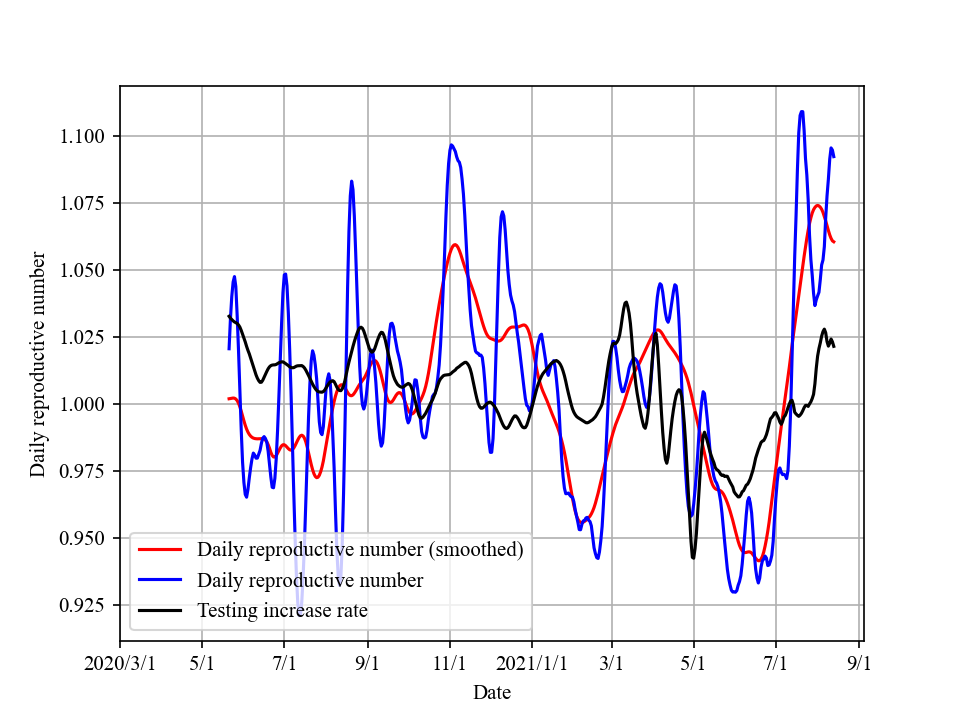 1.100
1.075
1.050
1.025
1.000
0.975
0.950
0.925
Daily reproductive number
Daily reproductive number (smoothed)
Daily reproductive number
Testing increase rate
2020/3/1 5/1 7/1 9/1 11/1 2021/1/1 3/1 5/1 7/1 9/1
Date